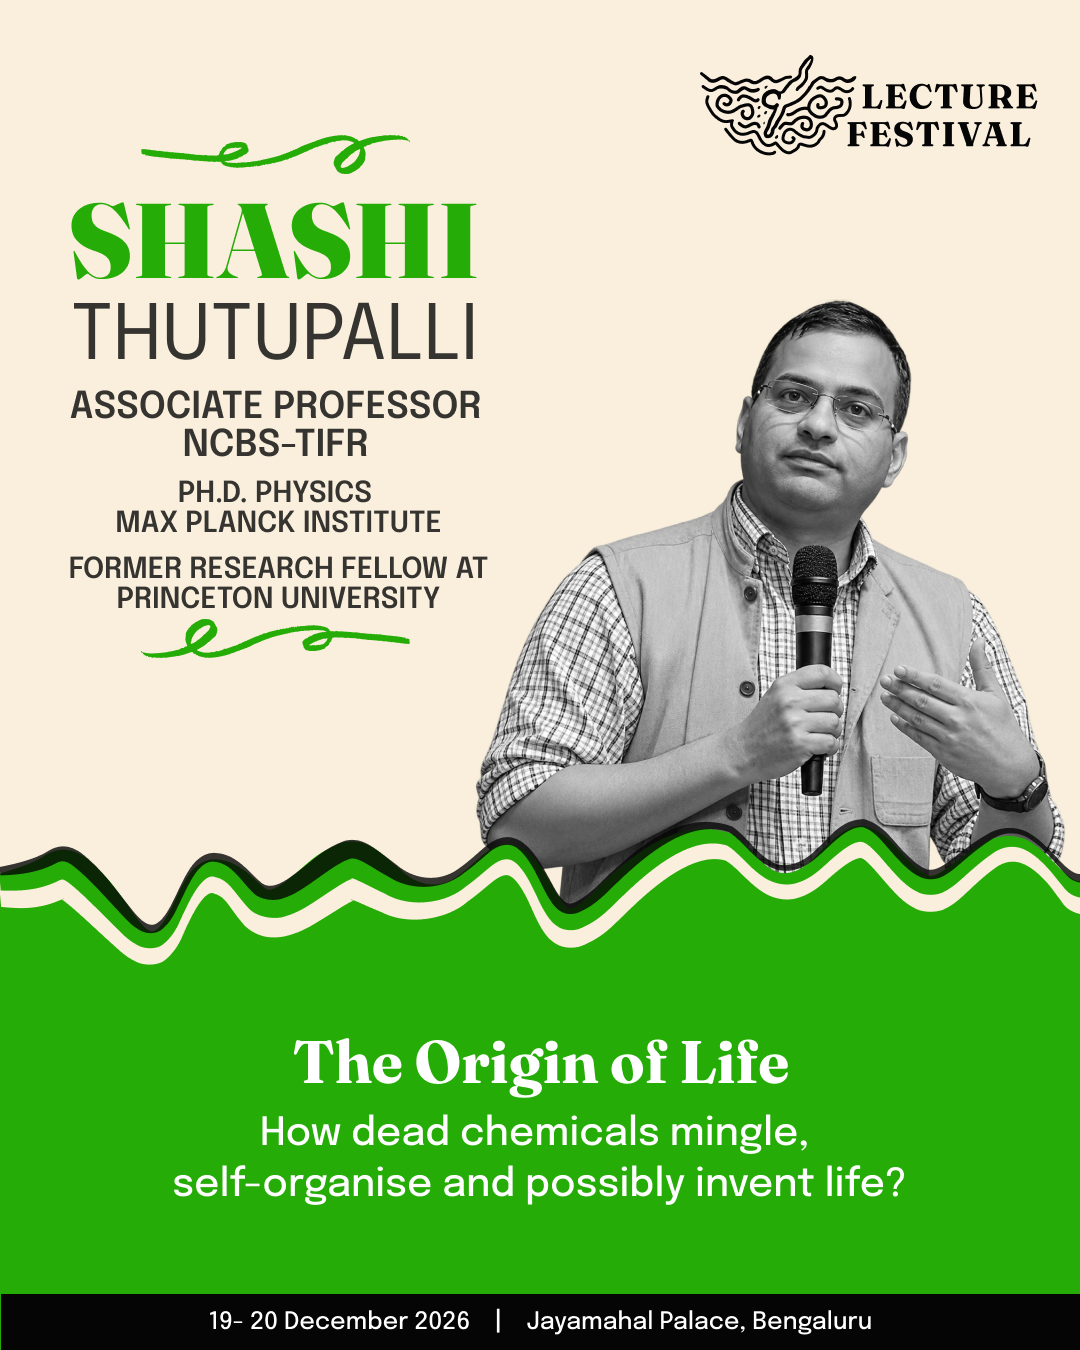 LECTURE
FESTIVAL
SHASHI
THUTUPALLI
ASSOCIATE PROFESSOR
NCBS-TIFR
PH.D. PHYSICS
MAX PLANCK INSTITUTE
FORMER RESEARCH FELLOW AT
PRINCETON UNIVERSITY
The Origin of Life
How dead chemicals mingle,
self-organise and possibly invent life?
19- 20 December 2026 | Jayamahal Palace, Bengaluru